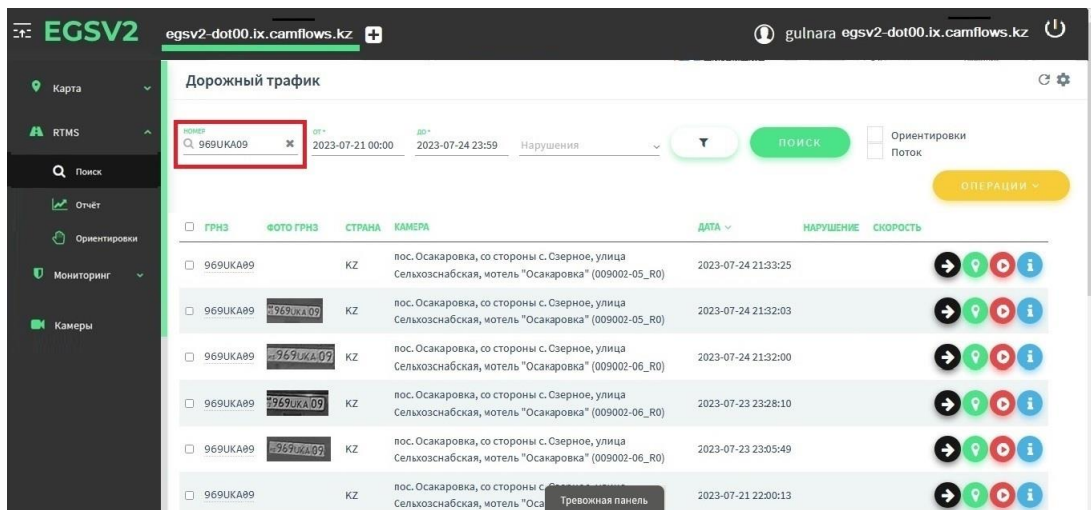 EGSV2
egsv2-dot00.ix.camflows.kz
gulnara egsv2-dot00.ix.camflows.kz
Карта
RTMS
Поиск
Отчёт
Ориентировки
Мониторинг
Камеры
Дорожный трафик
НОМЕР
969UKA09
ОТ *
2023-07-21 00:00
ДО *
2023-07-24 23:59
Нарушения
ПОИСК
Ориентировки
Поток
ОПЕРАЦИИ
ГРНЗ ФОТО ГРНЗ СТРАНА КАМЕРА ДАТА НАРУШЕНИЕ СКОРОСТЬ
969UKA09 KZ пос. Осакаровка, со стороны с. Озерное, улица
Сельхозснабская, мотель "Осакаровка" (009002-05_R0) 2023-07-24 21:33:25
969UKA09 969UKA09 KZ пос. Осакаровка, со стороны с. Озерное, улица
Сельхозснабская, мотель "Осакаровка" (009002-05_R0) 2023-07-24 21:32:03
969UKA09 969UKA09 KZ пос. Осакаровка, со стороны с. Озерное, улица
Сельхозснабская, мотель "Осакаровка" (009002-06_R0) 2023-07-24 21:32:00
969UKA09 969UKA09 KZ пос. Осакаровка, со стороны с. Озерное, улица
Сельхозснабская, мотель "Осакаровка" (009002-06_R0) 2023-07-23 23:28:10
969UKA09 969UKA09 KZ пос. Осакаровка, со стороны с. Озерное, улица
Сельхозснабская, мотель "Осакаровка" (009002-06_R0) 2023-07-23 23:05:49
969UKA09 KZ пос. Осакаровка, со стороны с.
Сельхозснабская, мотель "Оса 2023-07-21 22:00:13
Тревожная панель